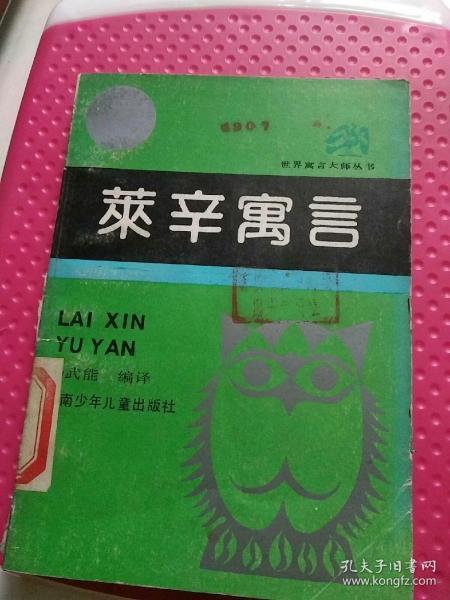 6907
世界寓言大师丛书
萊辛寓言
LAI XIN
YU YAN
武能 编译
南少年儿童出版社
孔夫子旧书网
www.kongfz.com